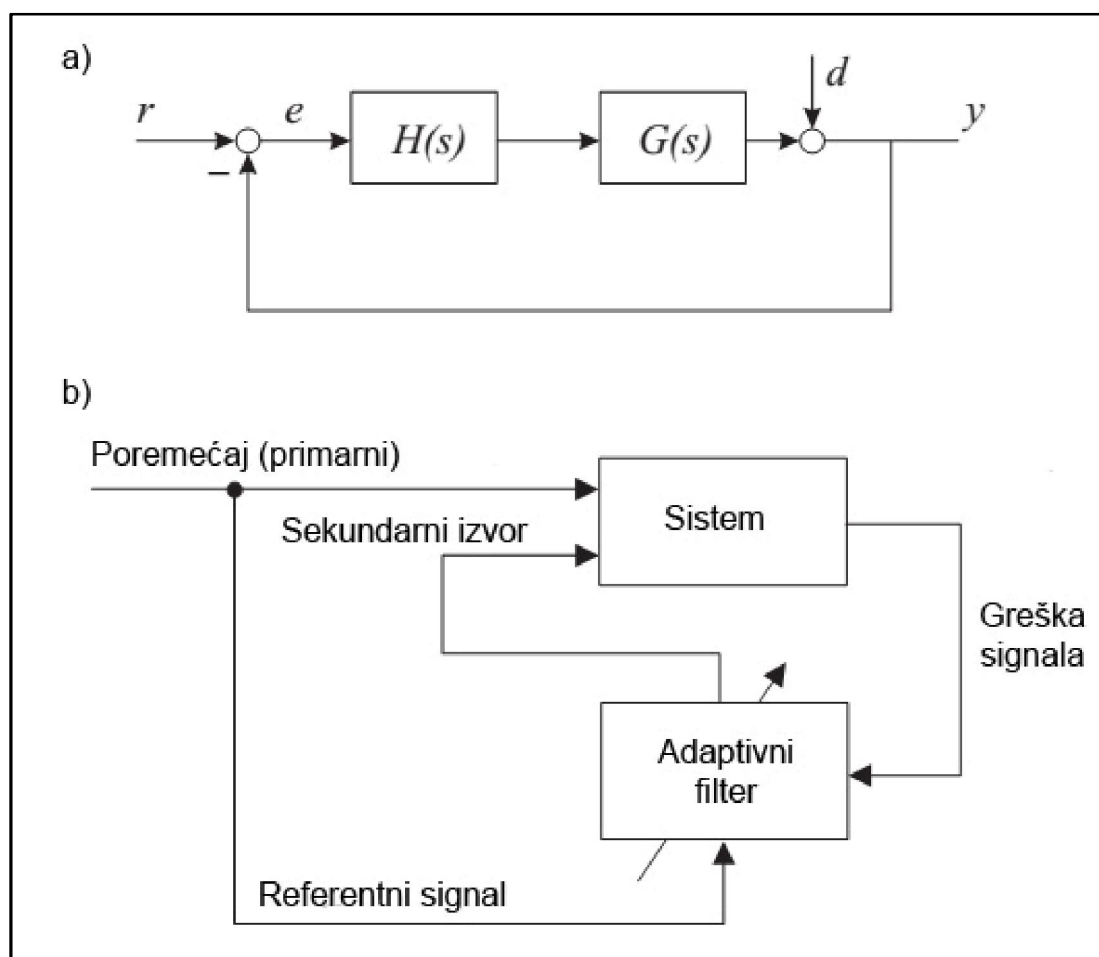 a)
r
e
H(s)
G(s)
d
y
−
b)
Poremećaj (primarni)
Sekundarni izvor
Sistem
Greška
signala
Adaptivni
filter
Referentni signal